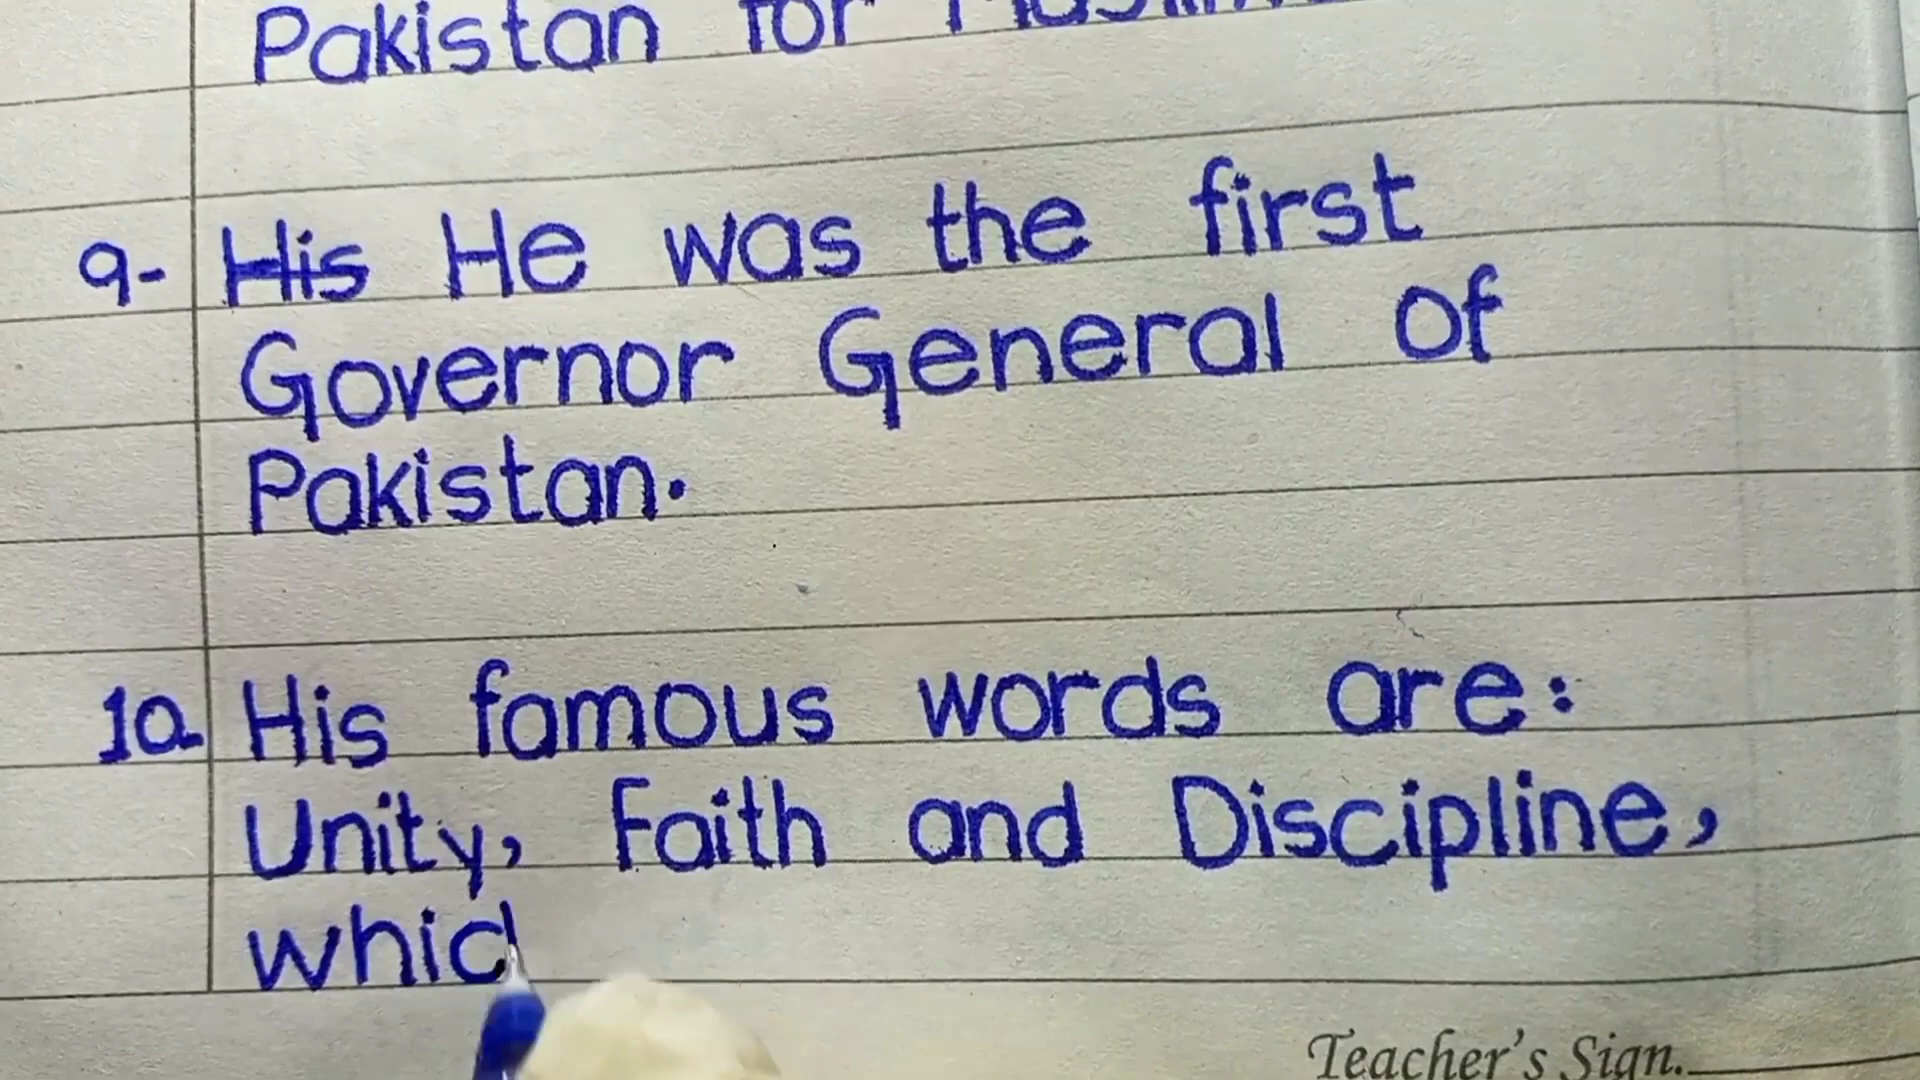 Pakistan for Muslims
9- His He was the first
Governor General of
Pakistan.
10- His famous words are:
Unity, Faith and Discipline,
whic
Teacher's Sign.